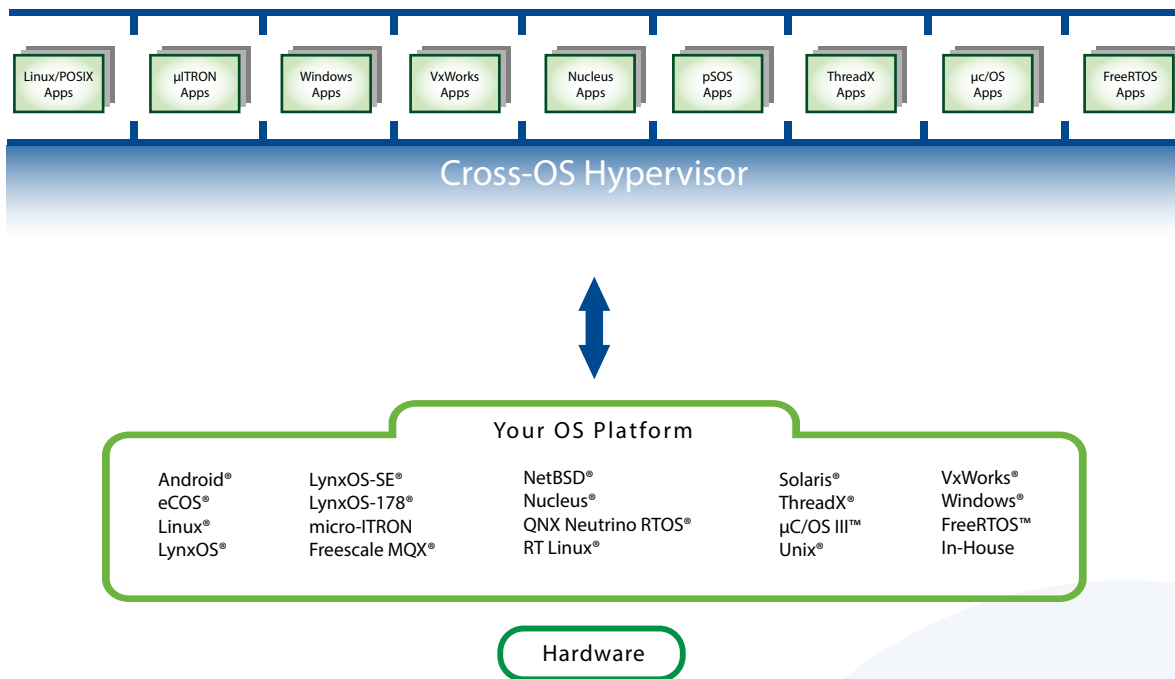 Linux/POSIX
Apps
µITRON
Apps
Windows
Apps
VxWorks
Apps
Nucleus
Apps
pSOS
Apps
ThreadX
Apps
µc/OS
Apps
FreeRTOS
Apps
Cross-OS Hypervisor
Your OS Platform
Android®
eCOS®
Linux®
LynxOS®
LynxOS-SE®
LynxOS-178®
micro-ITRON
Freescale MQX®
NetBSD®
Nucleus®
QNX Neutrino RTOS®
RT Linux®
Solaris®
ThreadX®
µC/OS III™
Unix®
VxWorks®
Windows®
FreeRTOS™
In-House
Hardware